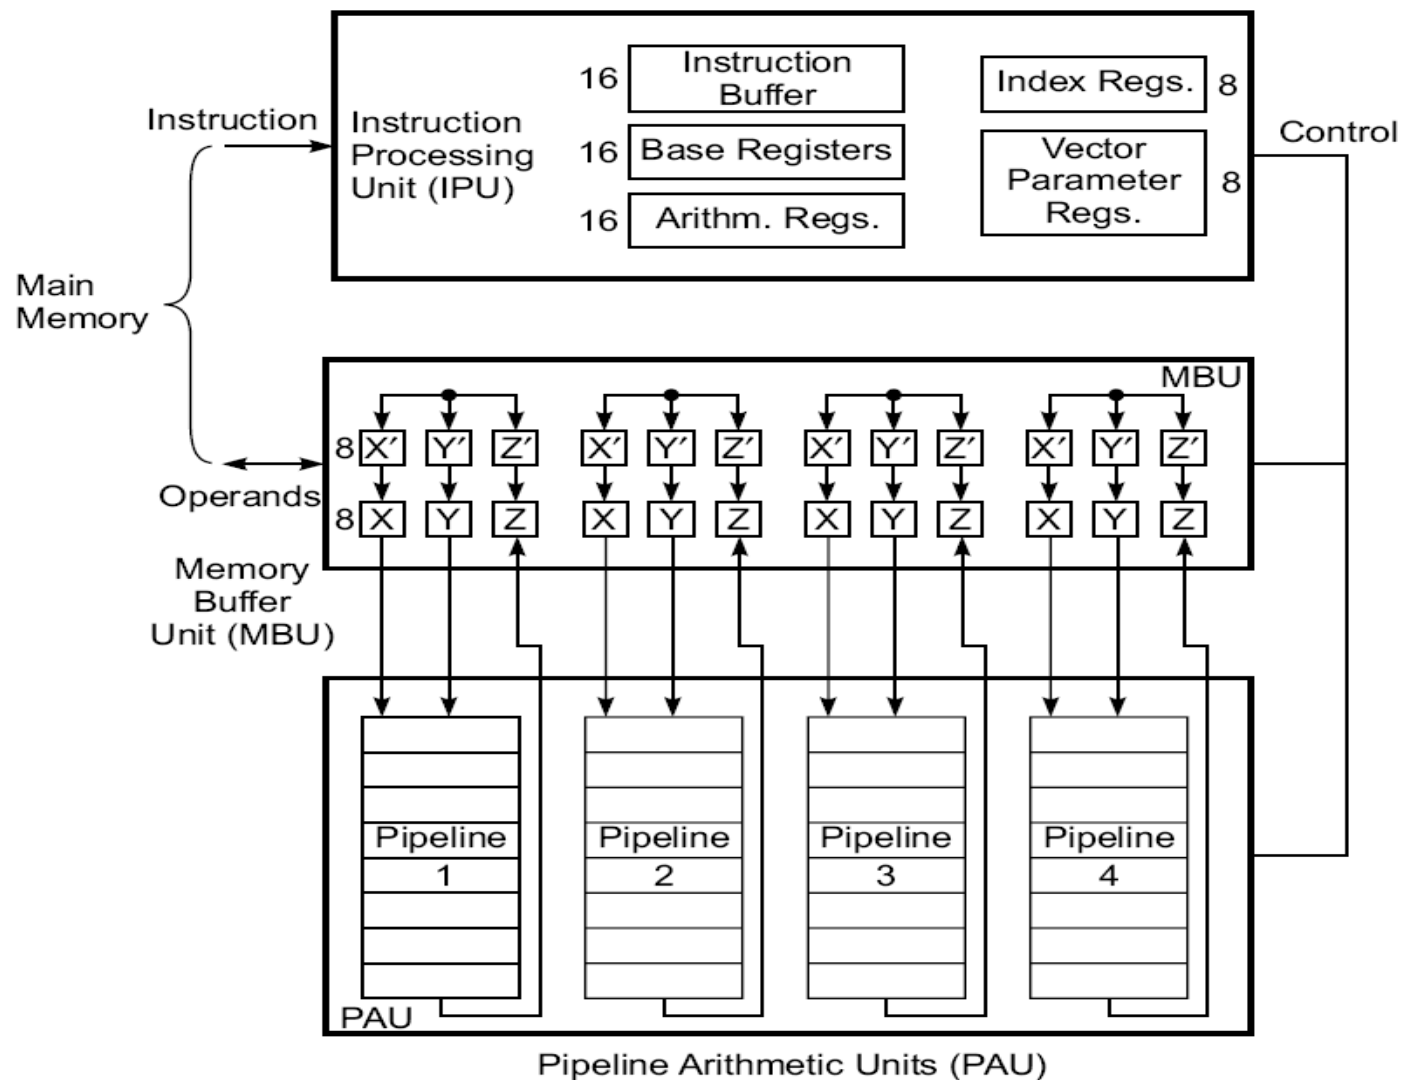 Instruction
Instruction
Processing
Unit (IPU)
16
Instruction
Buffer
16
Base Registers
16
Arithm. Regs.
Index Regs.
8
Vector
Parameter
Regs.
8
Control
Main
Memory
MBU
8 X′ Y′ Z′ X′ Y′ Z′ X′ Y′ Z′ X′ Y′ Z′
Operands
8 X Y Z X Y Z X Y Z X Y Z
Memory
Buffer
Unit (MBU)
Pipeline
1
Pipeline
2
Pipeline
3
Pipeline
4
PAU
Pipeline Arithmetic Units (PAU)